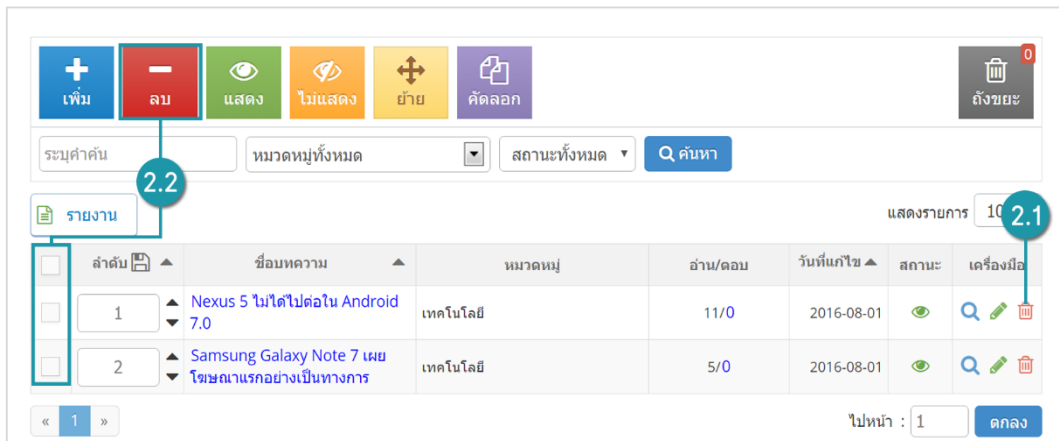 เพิ่ม ลบ แสดง ไม่แสดง ย้าย คัดลอก 0 ถังขยะ
ระบุคำค้น หมวดหมู่ทั้งหมด สถานะทั้งหมด ค้นหา
2.2
รายงาน แสดงรายการ 10 2.1
ลำดับ ชื่อบทความ หมวดหมู่ อ่าน/ตอบ วันที่แก้ไข สถานะ เครื่องมือ
1 Nexus 5 ไม่ได้ไปต่อใน Android
7.0 เทคโนโลยี 11/0 2016-08-01
2 Samsung Galaxy Note 7 เผย
โฆษณาแรกอย่างเป็นทางการ เทคโนโลยี 5/0 2016-08-01
« 1 » ไปหน้า : 1 ตกลง